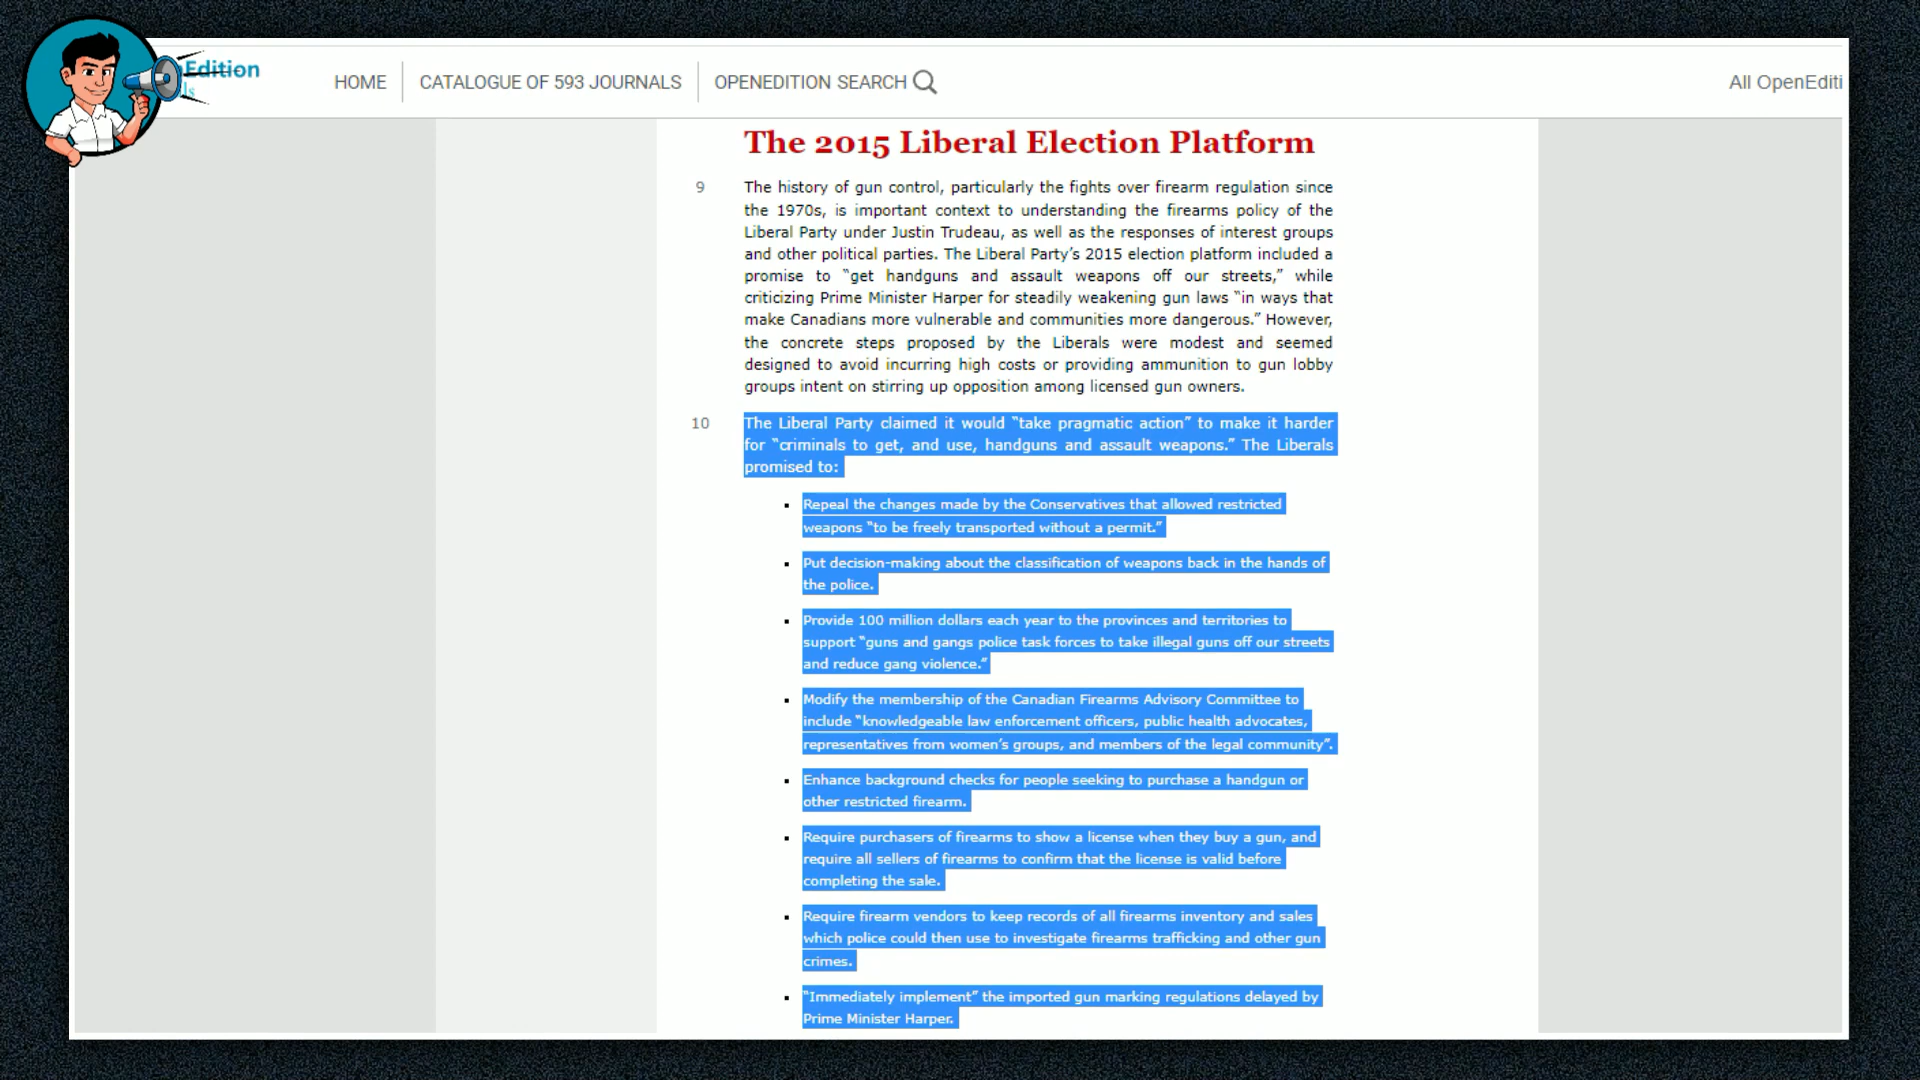 Edition
ls
HOME
CATALOGUE OF 593 JOURNALS
OPENEDITION SEARCH
All OpenEditi
The 2015 Liberal Election Platform
9
The history of gun control, particularly the fights over firearm regulation since
the 1970s, is important context to understanding the firearms policy of the
Liberal Party under Justin Trudeau, as well as the responses of interest groups
and other political parties. The Liberal Party’s 2015 election platform included a
promise to “get handguns and assault weapons off our streets,” while
criticizing Prime Minister Harper for steadily weakening gun laws “in ways that
make Canadians more vulnerable and communities more dangerous.” However,
the concrete steps proposed by the Liberals were modest and seemed
designed to avoid incurring high costs or providing ammunition to gun lobby
groups intent on stirring up opposition among licensed gun owners.
10
The Liberal Party claimed it would “take pragmatic action” to make it harder
for “criminals to get, and use, handguns and assault weapons.” The Liberals
promised to:
Repeal the changes made by the Conservatives that allowed restricted
weapons “to be freely transported without a permit.”
Put decision-making about the classification of weapons back in the hands of
the police.
Provide 100 million dollars each year to the provinces and territories to
support “guns and gangs police task forces to take illegal guns off our streets
and reduce gang violence.”
Modify the membership of the Canadian Firearms Advisory Committee to
include “knowledgeable law enforcement officers, public health advocates,
representatives from women’s groups, and members of the legal community”.
Enhance background checks for people seeking to purchase a handgun or
other restricted firearm.
Require purchasers of firearms to show a license when they buy a gun, and
require all sellers of firearms to confirm that the license is valid before
completing the sale.
Require firearm vendors to keep records of all firearms inventory and sales
which police could then use to investigate firearms trafficking and other gun
crimes.
“Immediately implement” the imported gun marking regulations delayed by
Prime Minister Harper.